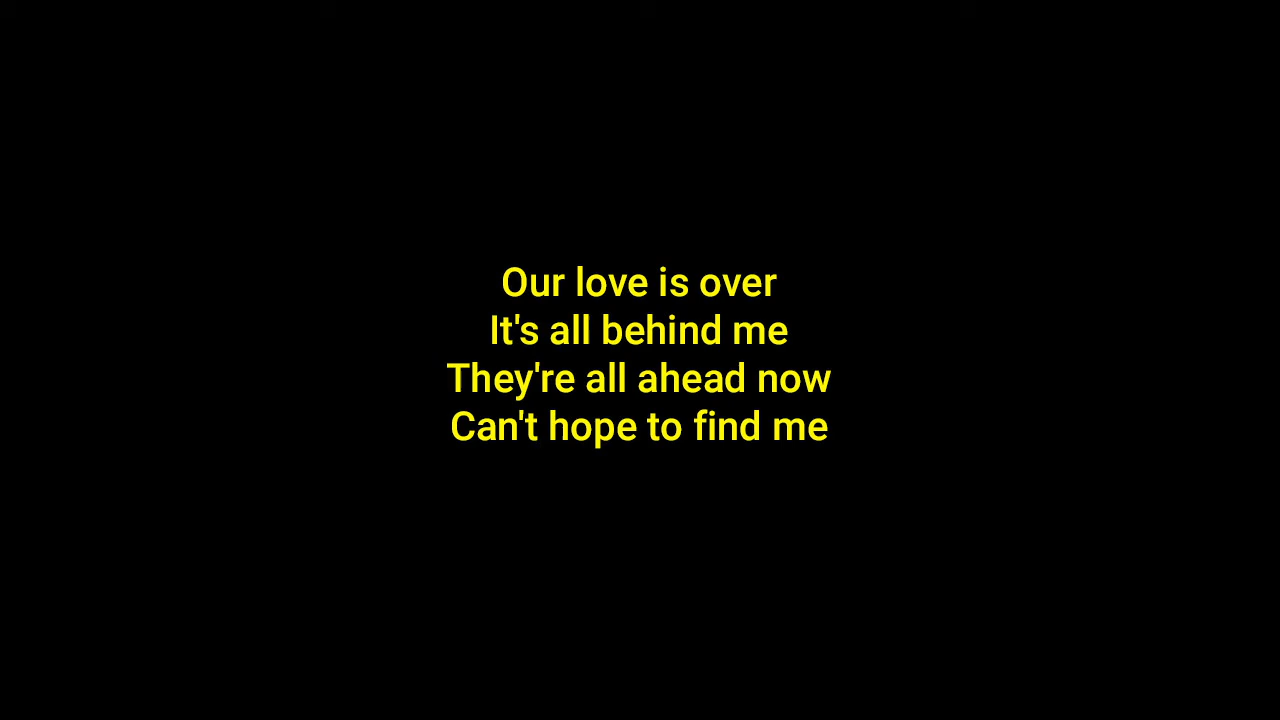 Our love is over
It's all behind me
They're all ahead now
Can't hope to find me